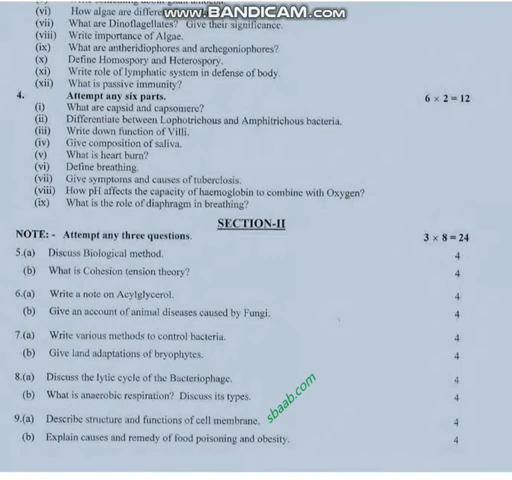 (vi) How algae are differe
www.BANDICAM.com
(vii) What are Dinoflagellates? Give their significance.
(viii) Write importance of Algae.
(ix) What are antheridiophores and archegoniophores?
(x) Define Homospory and Heterospory.
(xi) Write role of lymphatic system in defense of body.
(xii) What is passive immunity?
4. Attempt any six parts. 6 × 2 = 12
(i) What are capsid and capsomere?
(ii) Differentiate between Lophotrichous and Amphitrichous bacteria.
(iii) Write down function of Villi.
(iv) Give composition of saliva.
(v) What is heart burn?
(vi) Define breathing.
(vii) Give symptoms and causes of tuberclosis.
(viii) How pH affects the capacity of haemoglobin to combine with Oxygen?
(ix) What is the role of diaphragm in breathing?
SECTION-II
NOTE: - Attempt any three questions. 3 × 8 = 24
5.(a) Discuss Biological method. 4
(b) What is Cohesion tension theory? 4
6.(a) Write a note on Acylglycerol. 4
(b) Give an account of animal diseases caused by Fungi. 4
7.(a) Write various methods to control bacteria. 4
(b) Give land adaptations of bryophytes. 4
8.(a) Discuss the lytic cycle of the Bacteriophage. 4
(b) What is anaerobic respiration? Discuss its types. 4
sbaab.com
9.(a) Describe structure and functions of cell membrane. 4
(b) Explain causes and remedy of food poisoning and obesity. 4